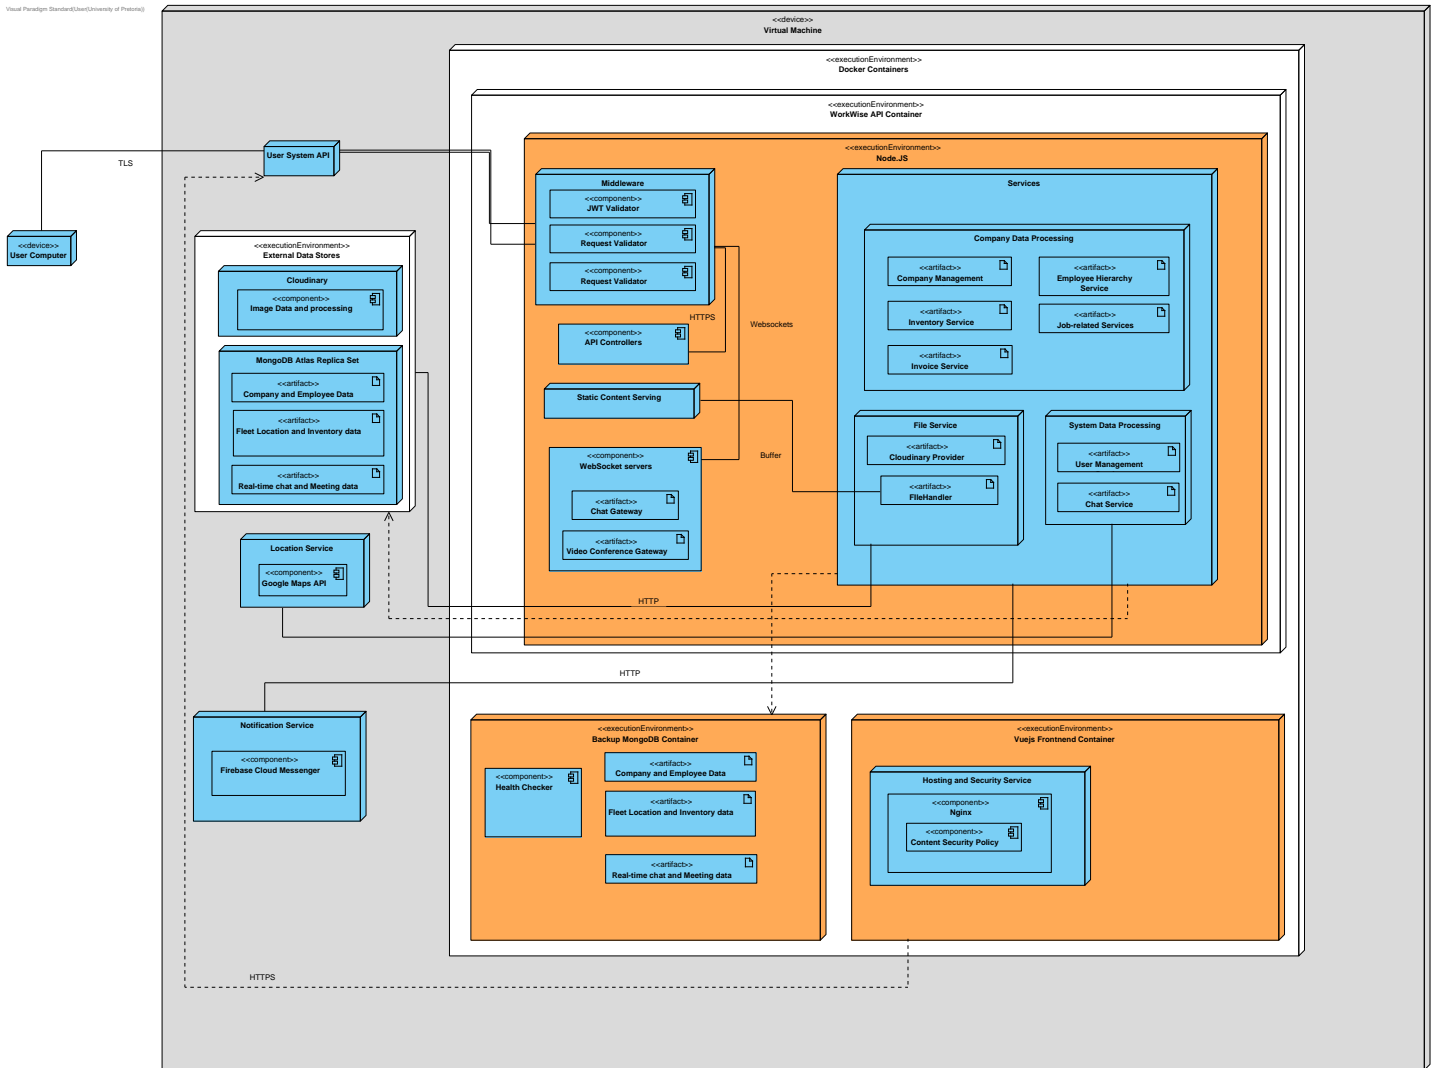 Visual Paradigm Standard(User(University of Pretoria))
<<device>>
Virtual Machine
<<executionEnvironment>>
Docker Containers
<<executionEnvironment>>
WorkWise API Container
<<executionEnvironment>>
Node.JS
User System API
TLS
<<device>>
User Computer
Middleware
<<component>>
JWT Validator
<<component>>
Request Validator
<<component>>
Request Validator
HTTPS
Websockets
<<component>>
API Controllers
Static Content Serving
Buffer
<<component>>
WebSocket servers
<<artifact>>
Chat Gateway
<<artifact>>
Video Conference Gateway
Services
Company Data Processing
<<artifact>>
Company Management
<<artifact>>
Employee Hierarchy
Service
<<artifact>>
Inventory Service
<<artifact>>
Job-related Services
<<artifact>>
Invoice Service
File Service
<<artifact>>
Cloudinary Provider
<<artifact>>
FIleHandler
System Data Processing
<<artifact>>
User Management
<<artifact>>
Chat Service
<<executionEnvironment>>
External Data Stores
Cloudinary
<<component>>
Image Data and processing
MongoDB Atlas Replica Set
<<artifact>>
Company and Employee Data
<<artifact>>
Fleet Location and Inventory data
<<artifact>>
Real-time chat and Meeting data
Location Service
<<component>>
Google Maps API
HTTP
HTTP
Notification Service
<<component>>
Firebase Cloud Messenger
<<executionEnvironment>>
Backup MongoDB Container
<<component>>
Health Checker
<<artifact>>
Company and Employee Data
<<artifact>>
Fleet Location and Inventory data
<<artifact>>
Real-time chat and Meeting data
<<executionEnvironment>>
Vuejs Frontnend Container
Hosting and Security Service
<<component>>
Nginx
<<component>>
Content Security Policy
HTTPS